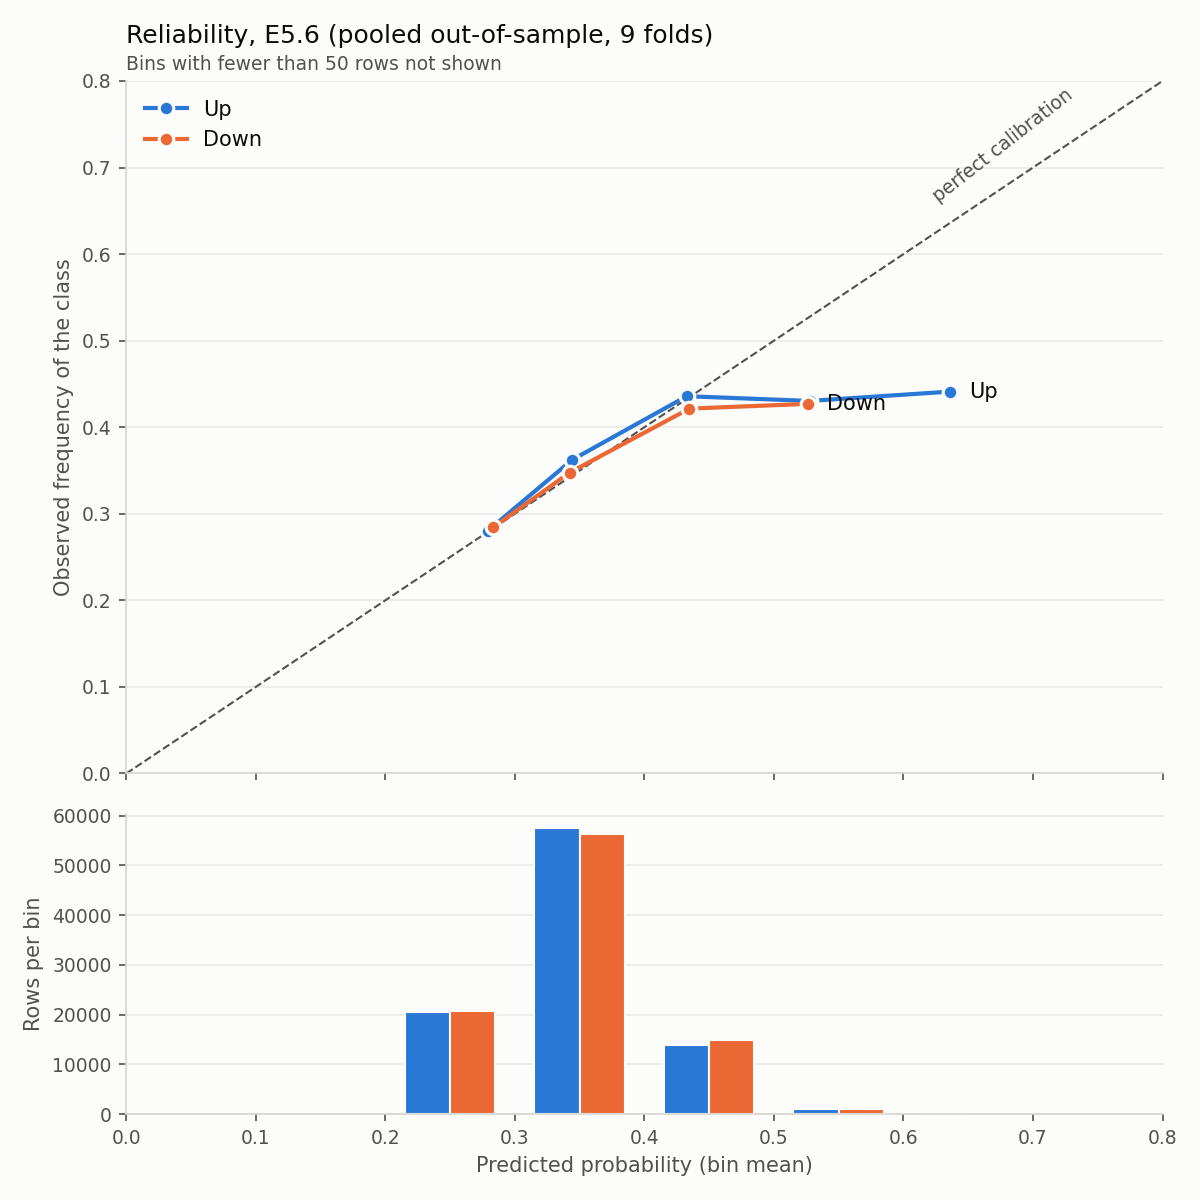 Reliability, E5.6 (pooled out-of-sample, 9 folds)
Bins with fewer than 50 rows not shown
0.8
0.7
0.6
0.5
0.4
0.3
0.2
0.1
0.0
Observed frequency of the class
Up
Down
perfect calibration
Up
Down
60000
50000
40000
30000
20000
10000
0
Rows per bin
0.0 0.1 0.2 0.3 0.4 0.5 0.6 0.7 0.8
Predicted probability (bin mean)